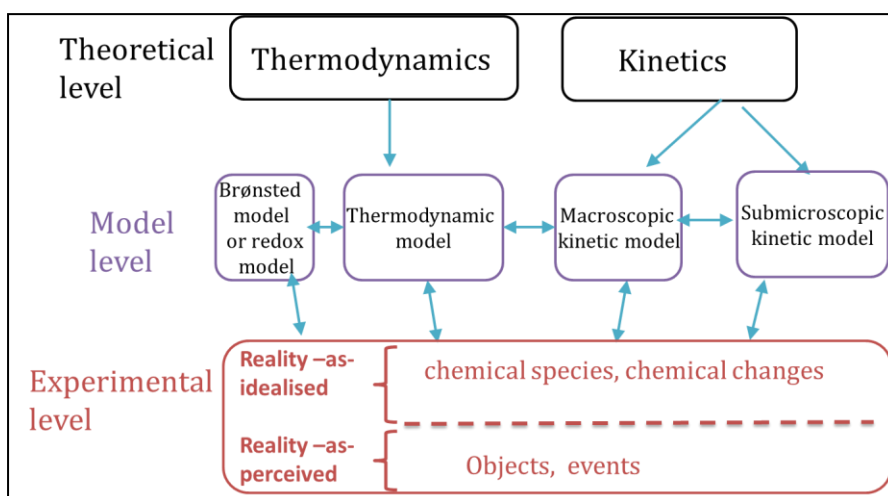 Theoretical
level
Thermodynamics
Kinetics
Model
level
Brønsted
model
or redox
model
Thermodynamic
model
Macroscopic
kinetic model
Submicroscopic
kinetic model
Experimental
level
Reality –as-
idealised
chemical species, chemical changes
Reality –as-
perceived
Objects, events